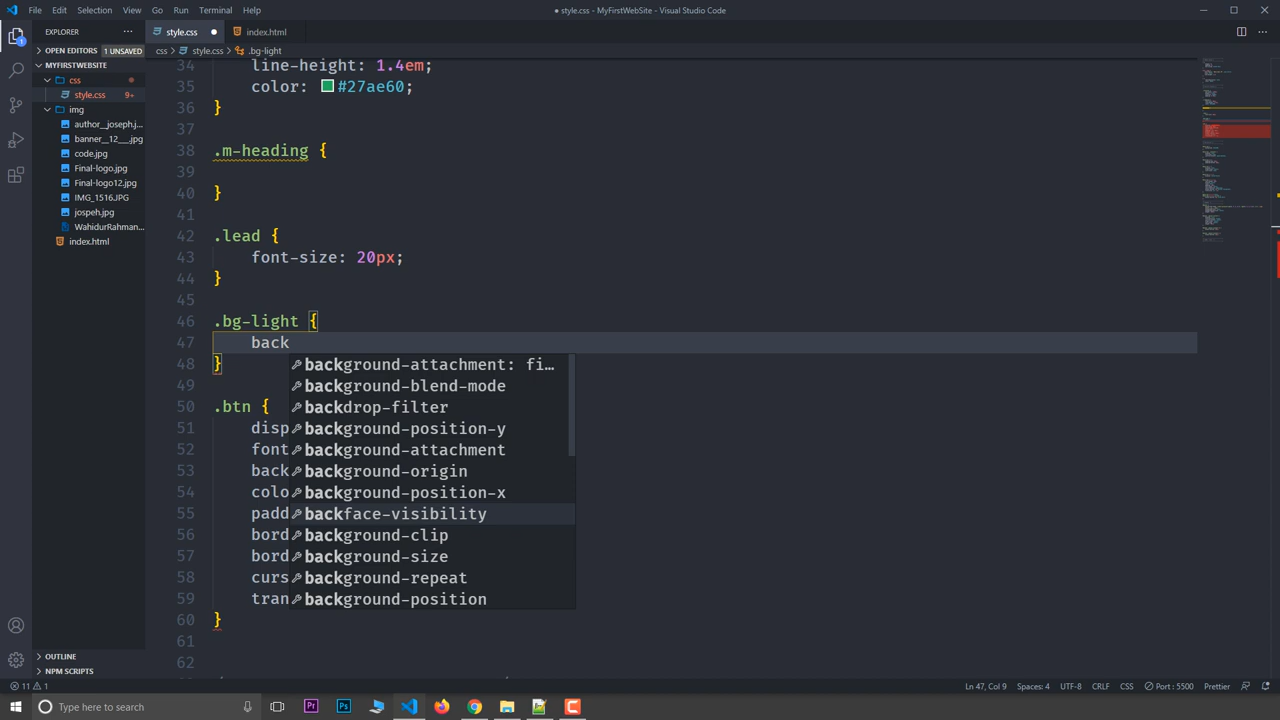 File Edit Selection View Go Run Terminal Help
● style.css - MyFirstWebSite - Visual Studio Code
EXPLORER
style.css
index.html
OPEN EDITORS 1 UNSAVED
css > style.css > .bg-light
MYFIRSTWEBSITE
css
style.css 9+
img
author__joseph.j...
banner__12___.jpg
code.jpg
Final-logo.jpg
Final-logo12.jpg
IMG_1516.JPG
jospeh.jpg
WahidurRahman...
index.html
OUTLINE
NPM SCRIPTS
1
34 line-height: 1.4em;
35 color: #27ae60;
36 }
37
38 .m-heading {
39
40 }
41
42 .lead {
43 font-size: 20px;
44 }
45
46 .bg-light {
47 back
48 }
49
50 .btn {
51 disp
52 font
53 back
54 colo
55 padd
56 bord
57 bord
58 curs
59 tran
60 }
61
62
background-attachment: fi...
background-blend-mode
backdrop-filter
background-position-y
background-attachment
background-origin
background-position-x
backface-visibility
background-clip
background-size
background-repeat
background-position
11 1
Ln 47, Col 9 Spaces: 4 UTF-8 CRLF CSS Port : 5500 Prettier
Type here to search
Pr
Ps